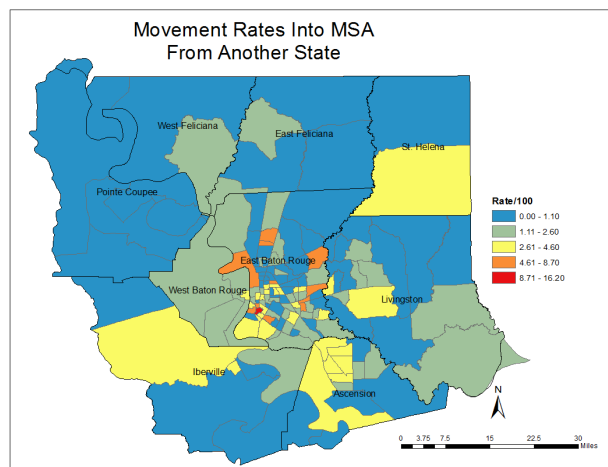 Movement Rates Into MSA
From Another State
West Feliciana
East Feliciana
St. Helena
Pointe Coupee
Rate/100
0.00 - 1.10
1.11 - 2.60
2.61 - 4.60
4.61 - 8.70
8.71 - 16.20
East Baton Rouge
West Baton Rouge
Livingston
Iberville
Ascension
N
0 3.75 7.5 15 22.5 30
Miles